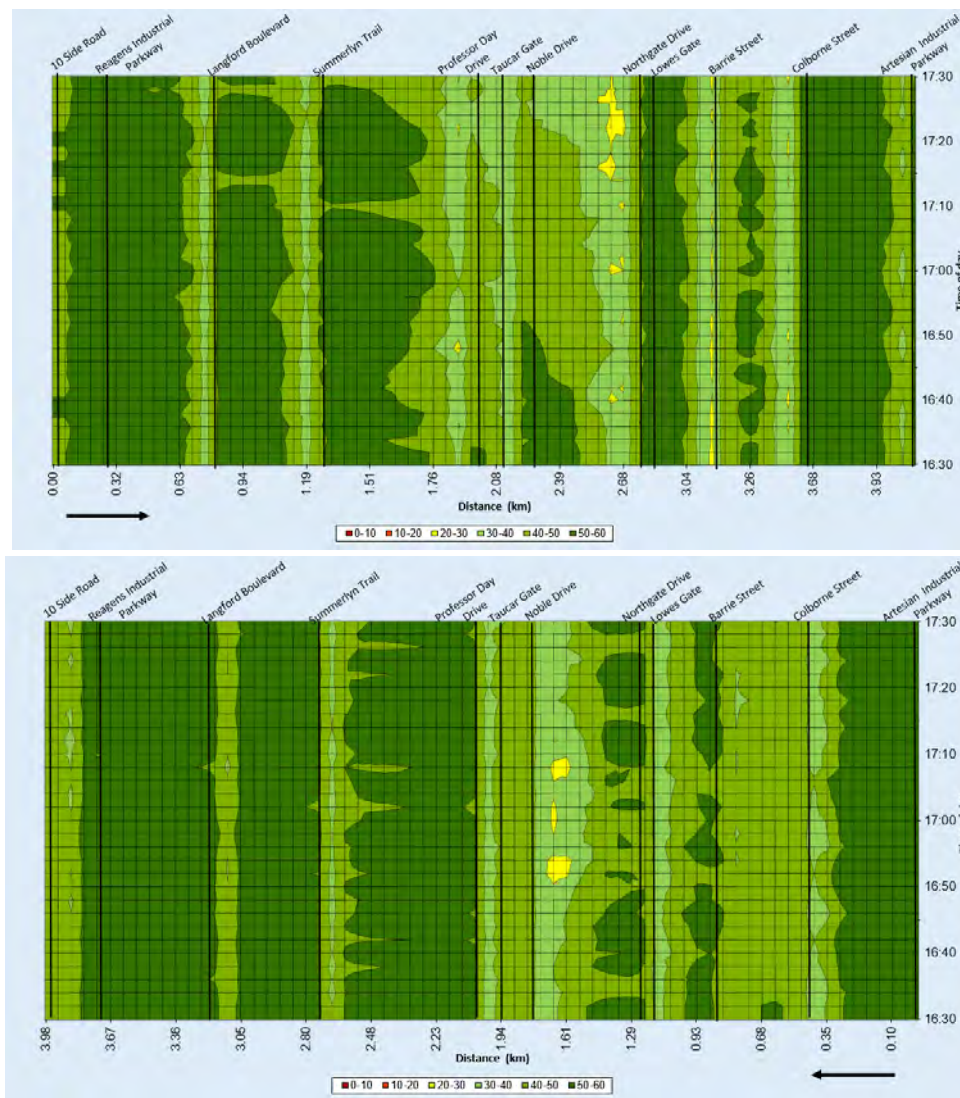 10 Side Road
Reagens Industrial
Parkway
Langford Boulevard
Summerlyn Trail
Professor Day
Drive
Taucar Gate
Noble Drive
Northgate Drive
Lowes Gate
Barrie Street
Colborne Street
Artesian Industrial
Parkway
17:30
17:20
17:10
17:00
16:50
16:40
16:30
Time of day
0.00
0.32
0.63
0.94
1.19
1.51
1.76
2.08
2.39
2.68
3.04
3.26
3.68
3.93
Distance (km)
0-10 10-20 20-30 30-40 40-50 50-60
10 Side Road
Reagens Industrial
Parkway
Langford Boulevard
Summerlyn Trail
Professor Day
Drive
Taucar Gate
Noble Drive
Northgate Drive
Lowes Gate
Barrie Street
Colborne Street
Artesian Industrial
Parkway
17:30
17:20
17:10
17:00
16:50
16:40
16:30
3.98
3.67
3.36
3.05
2.80
2.48
2.23
1.94
1.61
1.29
0.93
0.68
0.35
0.10
Distance (km)
0-10 10-20 20-30 30-40 40-50 50-60